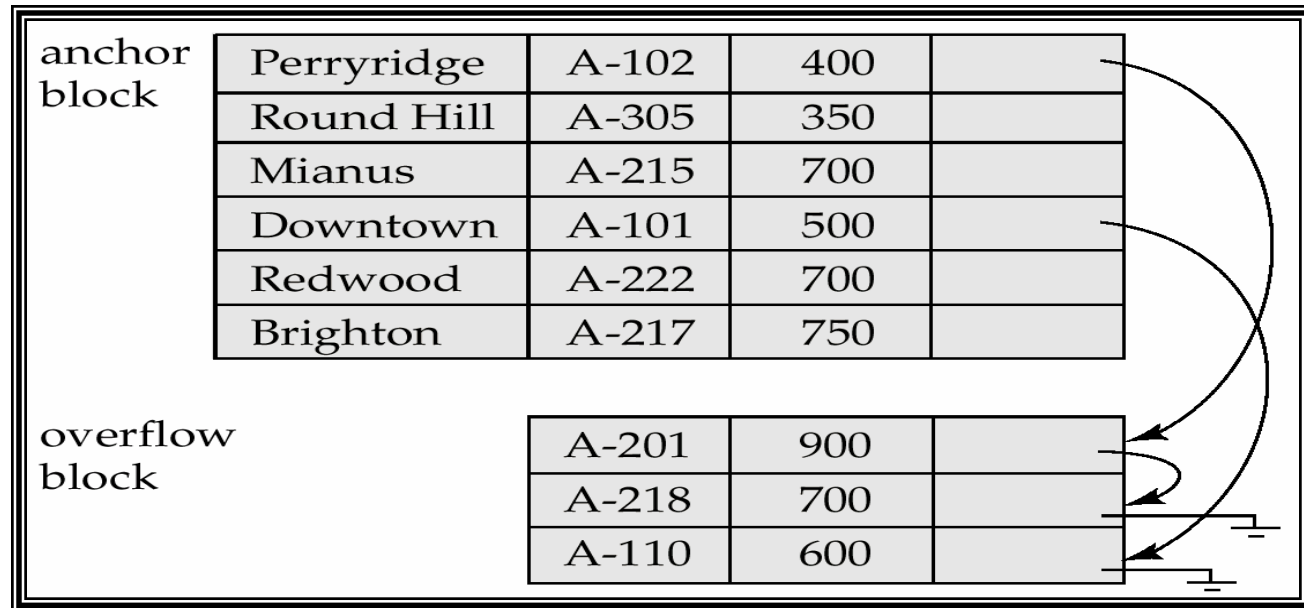 anchor block
Perryridge A-102 400
Round Hill A-305 350
Mianus A-215 700
Downtown A-101 500
Redwood A-222 700
Brighton A-217 750
overflow block
A-201 900
A-218 700
A-110 600